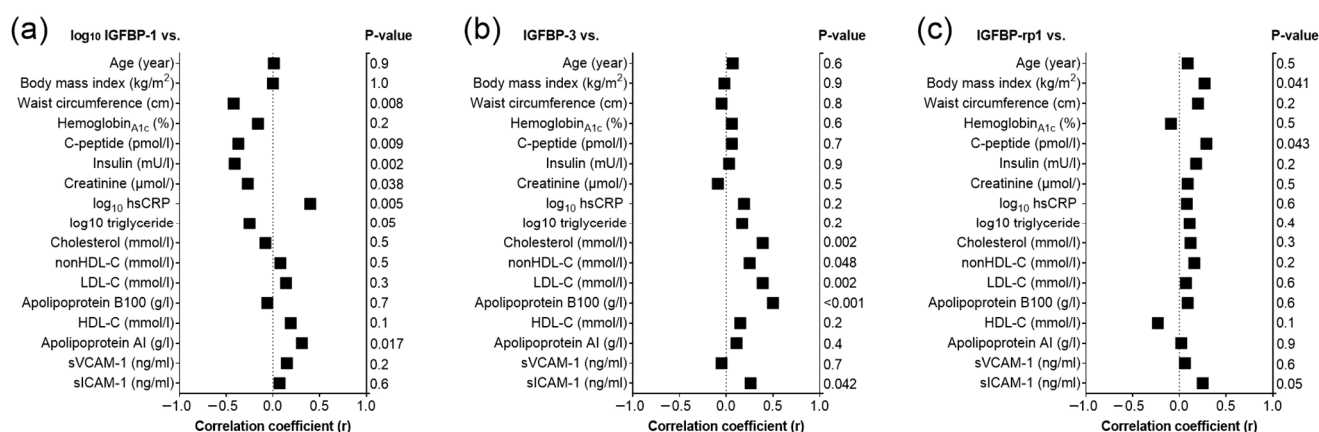 (a) log₁₀ IGFBP-1 vs. P-value
Age (year) 0.9
Body mass index (kg/m²) 1.0
Waist circumference (cm) 0.008
Hemoglobin A1c (%) 0.2
C-peptide (pmol/l) 0.009
Insulin (mU/l) 0.002
Creatinine (µmol/) 0.038
log₁₀ hsCRP 0.005
log10 triglyceride 0.05
Cholesterol (mmol/l) 0.5
nonHDL-C (mmol/l) 0.5
LDL-C (mmol/l) 0.3
Apolipoprotein B100 (g/l) 0.7
HDL-C (mmol/l) 0.1
Apolipoprotein AI (g/l) 0.017
sVCAM-1 (ng/ml) 0.2
sICAM-1 (ng/ml) 0.6
−1.0 −0.5 0.0 0.5 1.0
Correlation coefficient (r)
(b) IGFBP-3 vs. P-value
Age (year) 0.6
Body mass index (kg/m²) 0.9
Waist circumference (cm) 0.8
Hemoglobin A1c (%) 0.6
C-peptide (pmol/l) 0.7
Insulin (mU/l) 0.9
Creatinine (µmol/) 0.5
log₁₀ hsCRP 0.2
log10 triglyceride 0.2
Cholesterol (mmol/l) 0.002
nonHDL-C (mmol/l) 0.048
LDL-C (mmol/l) 0.002
Apolipoprotein B100 (g/l) <0.001
HDL-C (mmol/l) 0.2
Apolipoprotein AI (g/l) 0.4
sVCAM-1 (ng/ml) 0.7
sICAM-1 (ng/ml) 0.042
−1.0 −0.5 0.0 0.5 1.0
Correlation coefficient (r)
(c) IGFBP-rp1 vs. P-value
Age (year) 0.5
Body mass index (kg/m²) 0.041
Waist circumference (cm) 0.2
Hemoglobin A1c (%) 0.5
C-peptide (pmol/l) 0.043
Insulin (mU/l) 0.2
Creatinine (µmol/) 0.5
log₁₀ hsCRP 0.6
log10 triglyceride 0.4
Cholesterol (mmol/l) 0.3
nonHDL-C (mmol/l) 0.2
LDL-C (mmol/l) 0.6
Apolipoprotein B100 (g/l) 0.6
HDL-C (mmol/l) 0.1
Apolipoprotein AI (g/l) 0.9
sVCAM-1 (ng/ml) 0.6
sICAM-1 (ng/ml) 0.05
−1.0 −0.5 0.0 0.5 1.0
Correlation coefficient (r)